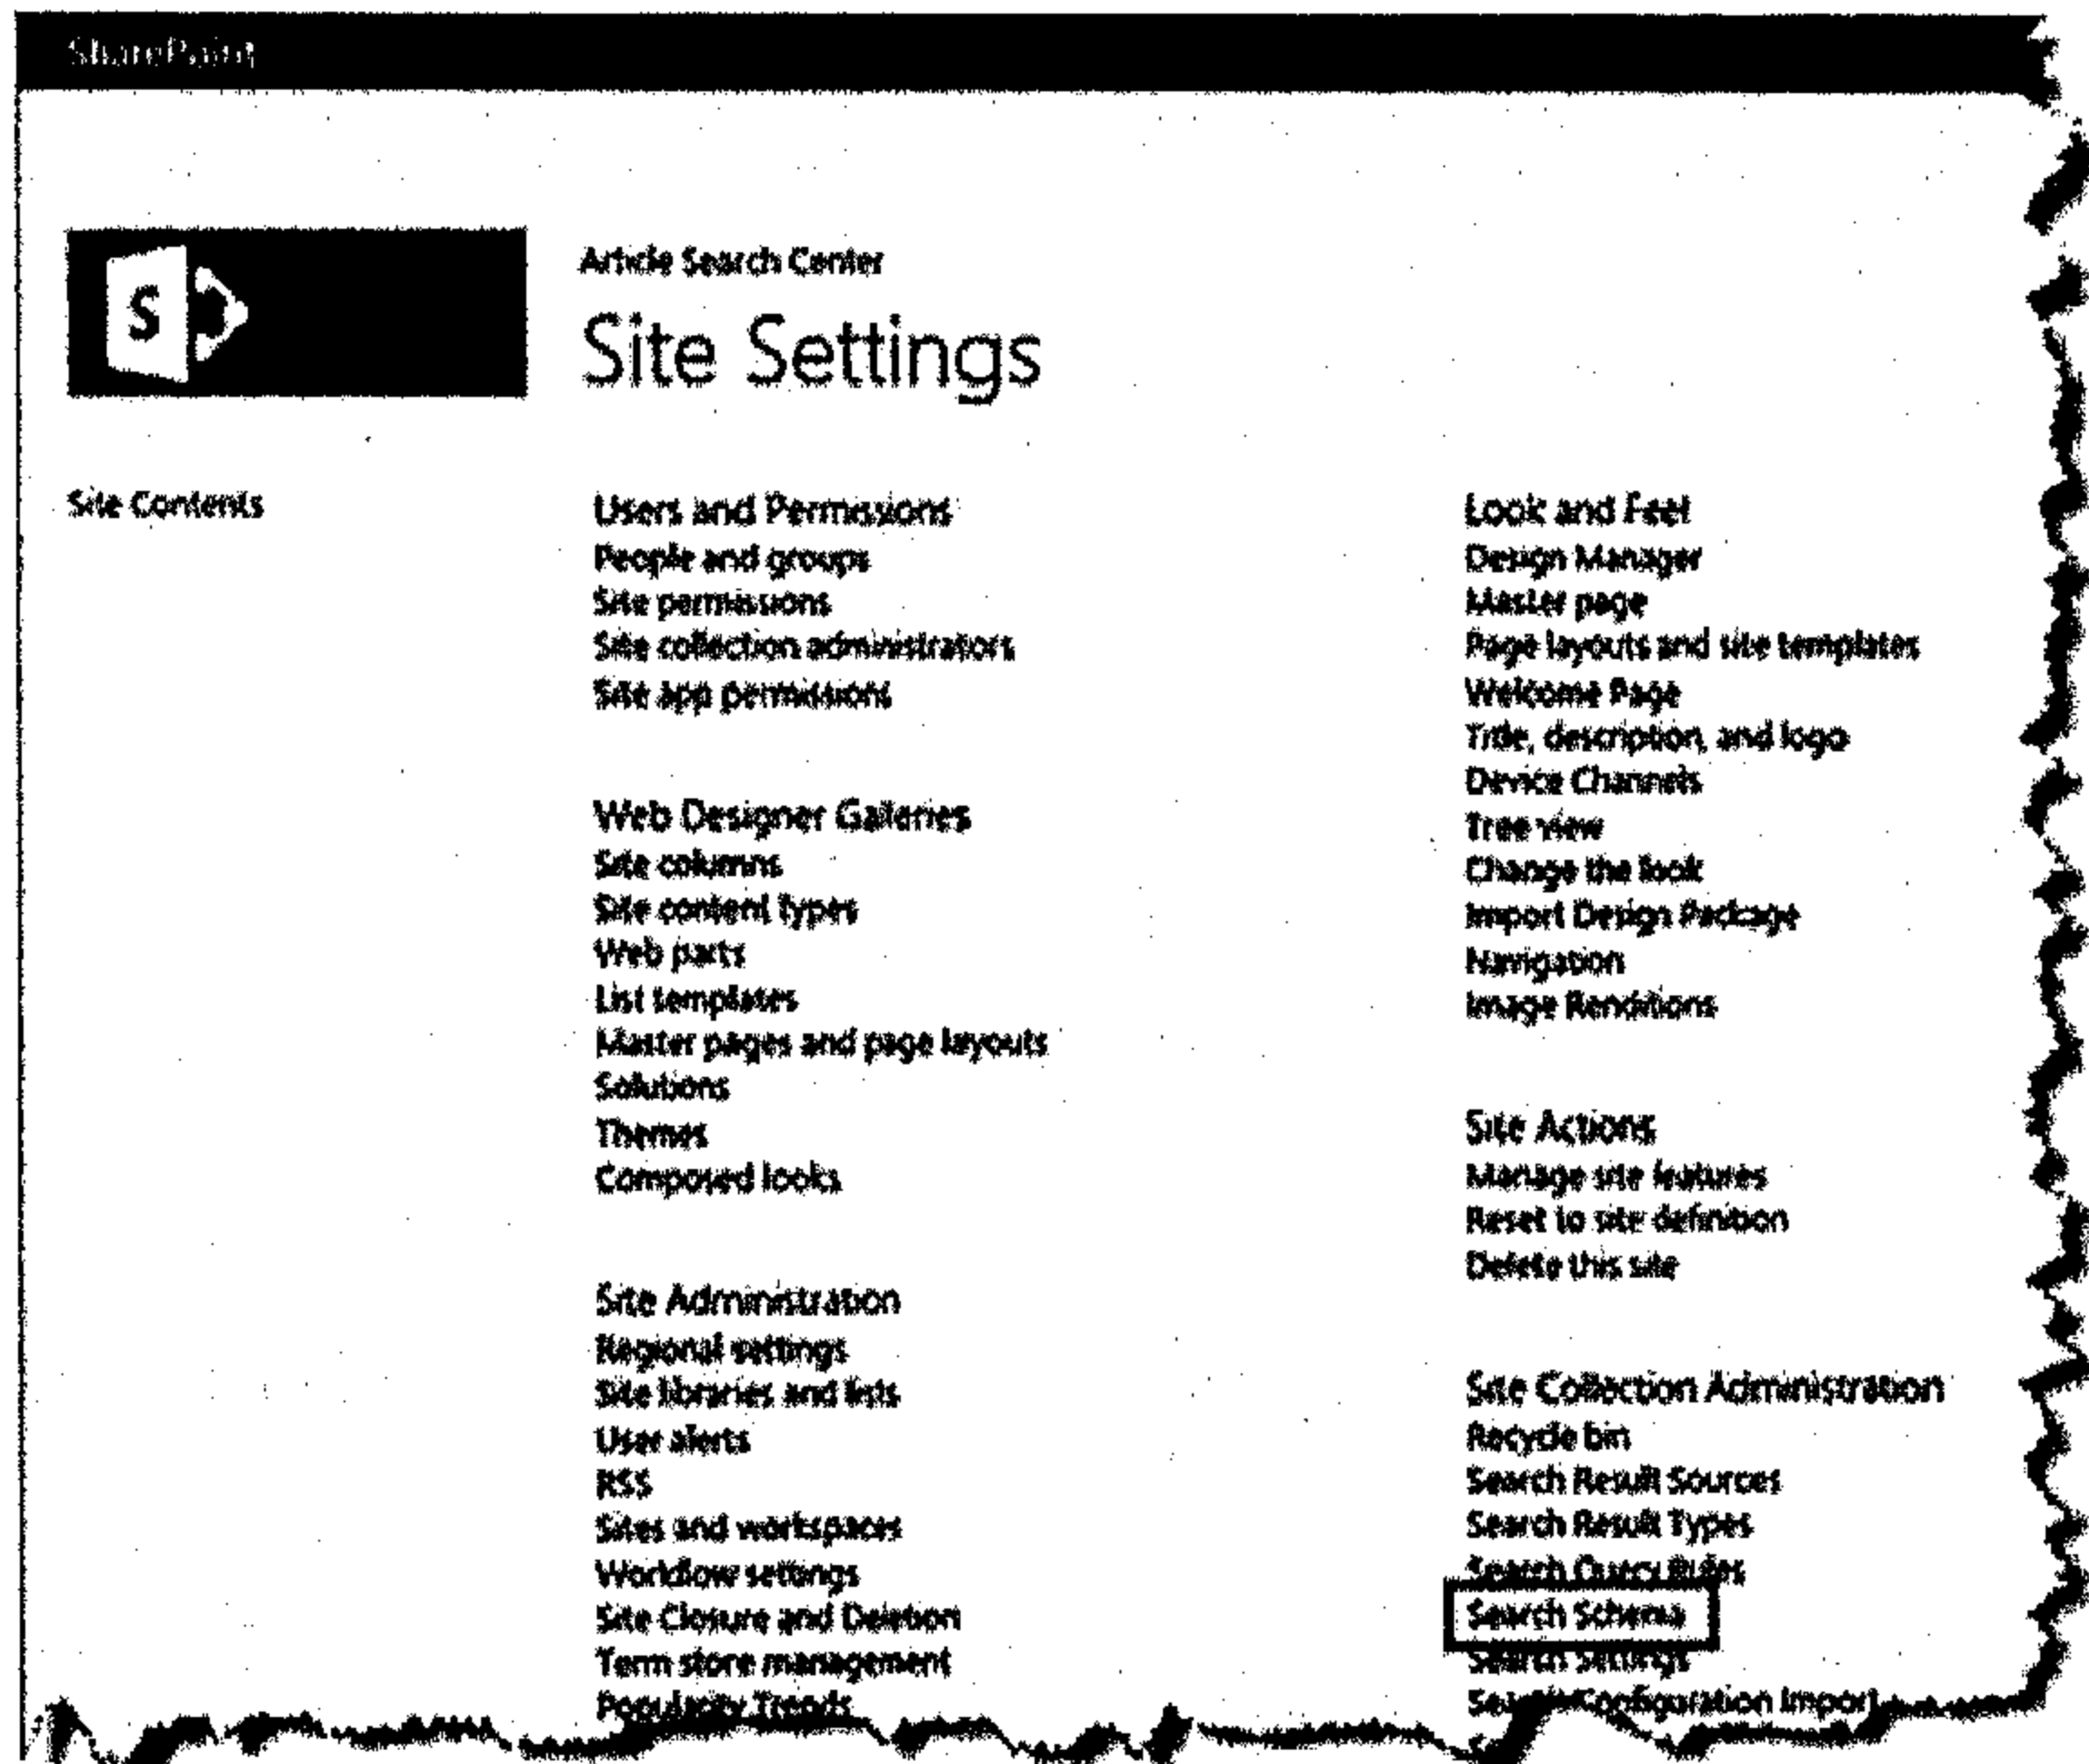 SharePoint
S
Article Search Center
Site Settings
Site Contents
Users and Permissions
People and groups
Site permissions
Site collection administrators
Site app permissions
Web Designer Galleries
Site columns
Site content types
Web parts
List templates
Master pages and page layouts
Solutions
Themes
Composed looks
Site Administration
Regional settings
Site libraries and lists
User alerts
RSS
Sites and workspaces
Workflow settings
Site Closure and Deletion
Term store management
Popularity Trends
Look and Feel
Design Manager
Master page
Page layouts and site templates
Welcome Page
Title, description, and logo
Device Channels
Tree view
Change the look
Import Design Package
Navigation
Image Renditions
Site Actions
Manage site features
Reset to site definition
Delete this site
Site Collection Administration
Recycle bin
Search Result Sources
Search Result Types
Search Query Rules
Search Schema
Search Settings
Search Configuration Import